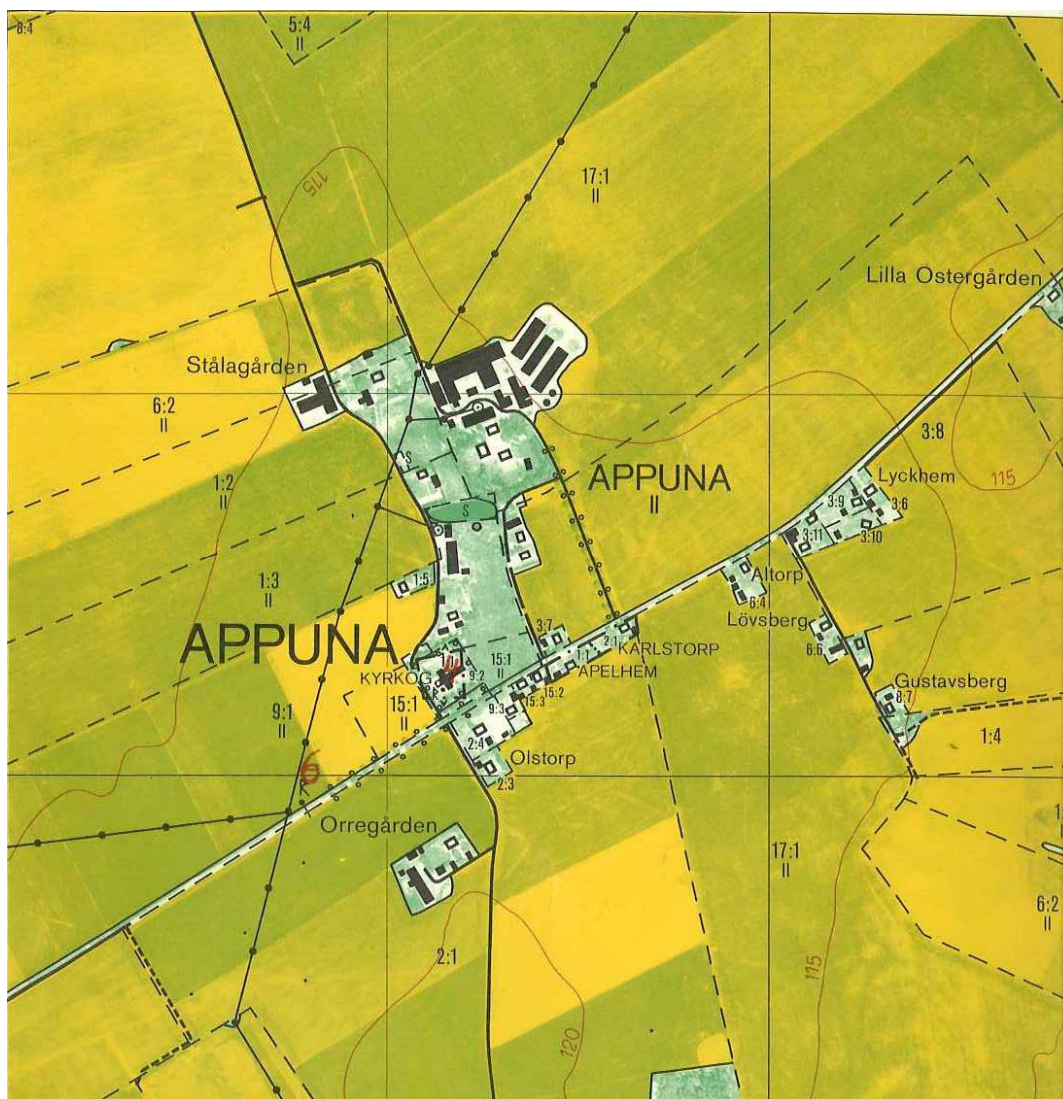 8:4
5:4
II
115
17:1
II
Lilla Östergården
Stålagården
6:2
II
3:8
1:2
II
S
S
APPUNA
II
Lyckhem
3:9
3:6
3:11
3:10
115
1:3
II
1:5
Altorp
6:4
APPUNA
Lövsberg
6:6
3:7
2:1
KARLSTORP
1:1
APELHEM
KYRKOG
9:2
15:1
II
15:2
15:3
9:3
Gustavsberg
8:7
9:1
II
15:1
II
2:4
Olstorp
2:3
1:4
6
Orregården
17:1
II
6:2
II
2:1
115
120